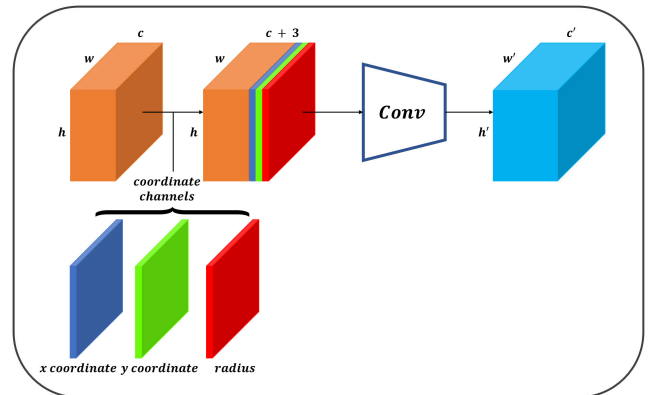 c
c + 3
c′
w
w
w′
h
h
Conv
h′
coordinate
channels
x coordinate
y coordinate
radius